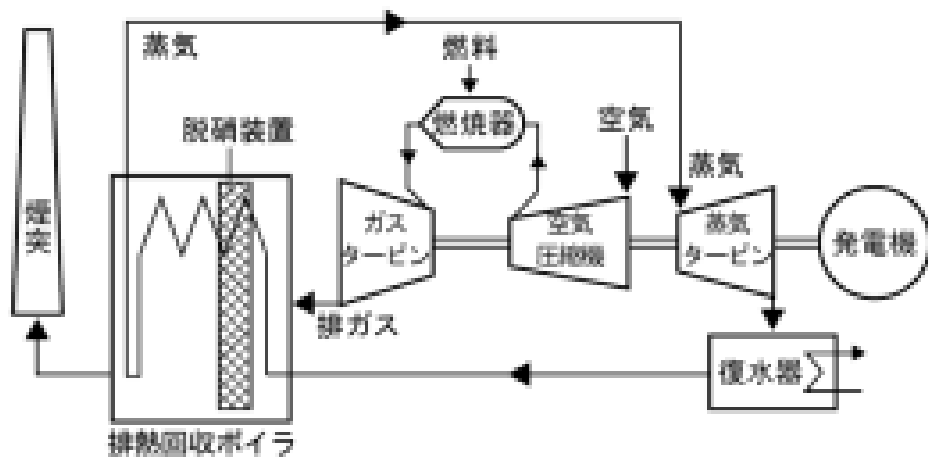 蒸気
燃料
燃焼器
空気
脱硝装置
蒸気
煙突
ガス
タービン
空気
圧縮機
蒸気
タービン
発電機
排ガス
復水器
排熱回収ボイラ